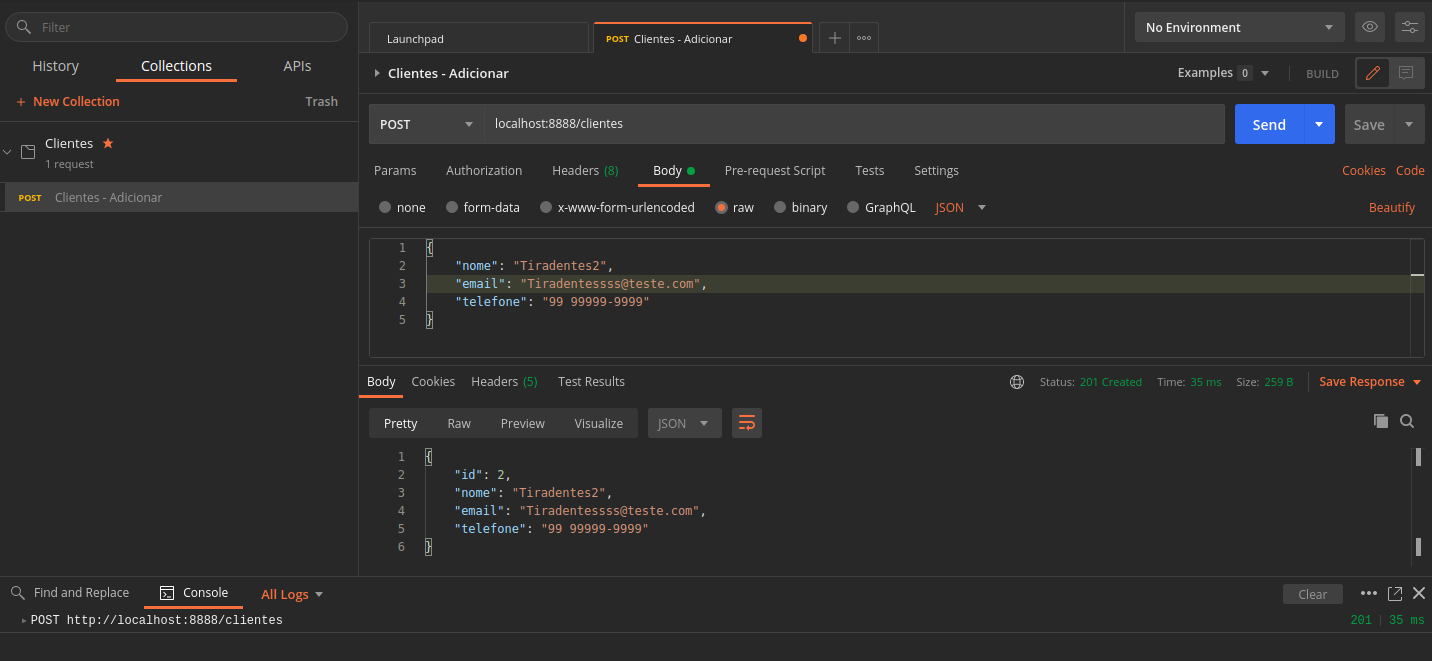 Filter
History Collections APIs
+ New Collection Trash
Clientes
1 request
POST Clientes - Adicionar
Launchpad POST Clientes - Adicionar No Environment
Clientes - Adicionar Examples 0 BUILD
POST localhost:8888/clientes Send Save
Params Authorization Headers (8) Body Pre-request Script Tests Settings Cookies Code
none form-data x-www-form-urlencoded raw binary GraphQL JSON Beautify
1 {
2 "nome": "Tiradentes2",
3 "email": "Tiradentessss@teste.com",
4 "telefone": "99 99999-9999"
5 }
Body Cookies Headers (5) Test Results Status: 201 Created Time: 35 ms Size: 259 B Save Response
Pretty Raw Preview Visualize JSON
1 {
2 "id": 2,
3 "nome": "Tiradentes2",
4 "email": "Tiradentessss@teste.com",
5 "telefone": "99 99999-9999"
6 }
Find and Replace Console All Logs Clear
POST http://localhost:8888/clientes 201 | 35 ms